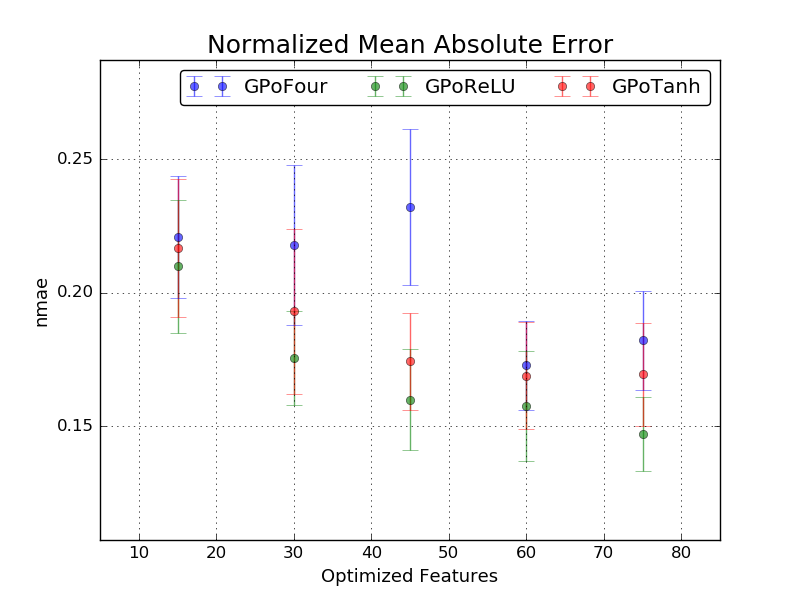 Normalized Mean Absolute Error
GPoFour GPoReLU GPoTanh
0.25
0.20
0.15
nmae
10 20 30 40 50 60 70 80
Optimized Features